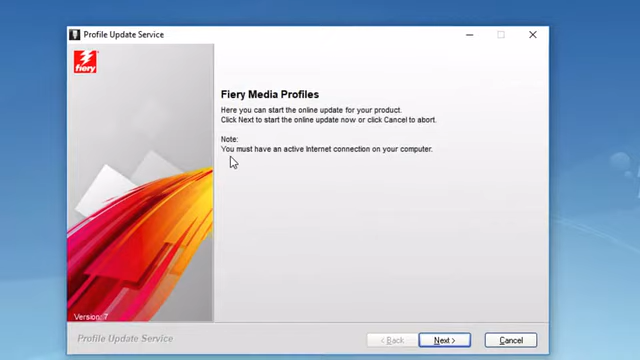 Profile Update Service
fiery
Fiery Media Profiles
Here you can start the online update for your product.
Click Next to start the online update now or click Cancel to abort.
Note:
You must have an active Internet connection on your computer.
Version: 7
Profile Update Service
< Back
Next >
Cancel